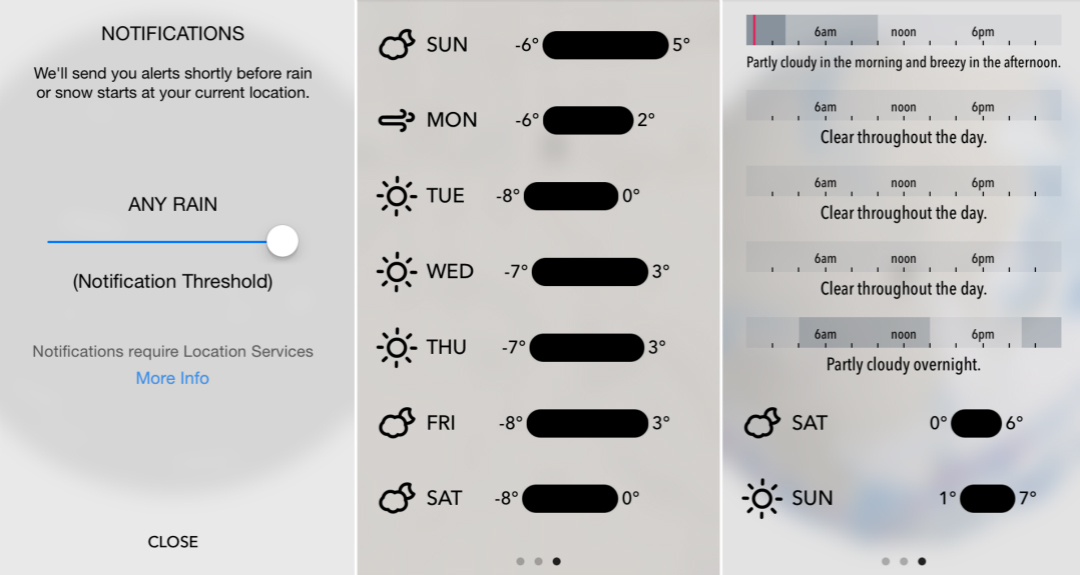 NOTIFICATIONS
We'll send you alerts shortly before rain
or snow starts at your current location.
ANY RAIN
(Notification Threshold)
Notifications require Location Services
More Info
CLOSE
SUN -6° 5°
MON -6° 2°
TUE -8° 0°
WED -7° 3°
THU -7° 3°
FRI -8° 3°
SAT -8° 0°
6am noon 6pm
Partly cloudy in the morning and breezy in the afternoon.
6am noon 6pm
Clear throughout the day.
6am noon 6pm
Clear throughout the day.
6am noon 6pm
Clear throughout the day.
6am noon 6pm
Partly cloudy overnight.
SAT 0° 6°
SUN 1° 7°